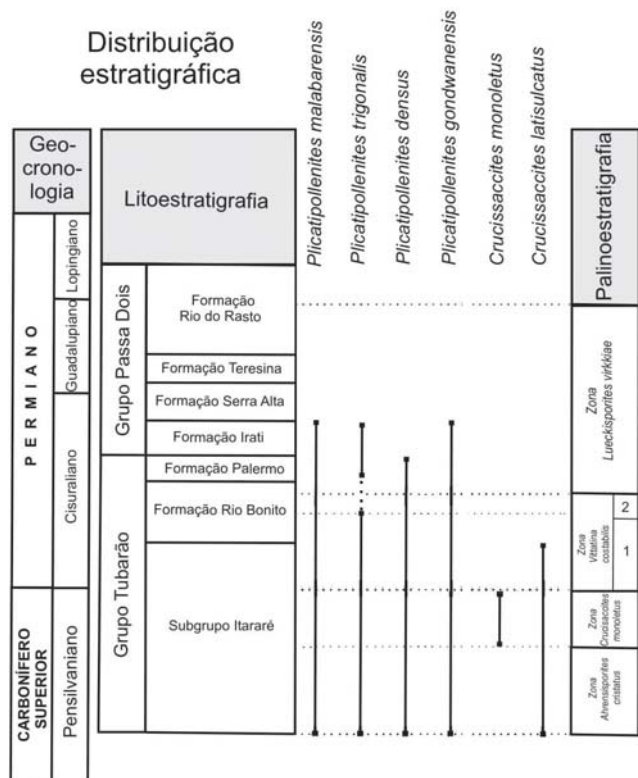 Distribuição
estratigráfica
Plicatipollenites malabarensis
Plicatipollenites trigonalis
Plicatipollenites densus
Plicatipollenites gondwanensis
Crucissaccites monoletus
Crucissaccites latisulcatus
Geo-
crono-
logia
Litoestratigrafia
Palinoestratigrafia
PERMIANO
Lopingiano
Guadalupiano
Cisuraliano
CARBONÍFERO
SUPERIOR
Pensilvaniano
Grupo Passa Dois
Formação
Rio do Rasto
Formação Teresina
Formação Serra Alta
Formação Irati
Grupo Tubarão
Formação Palermo
Formação Rio Bonito
Subgrupo Itararé
Zona
Lueckisporites virkkiae
Zona
Vittatina
costabilis
2
1
Zona
Crucisacotes
monoletus
Zona
Ahrensisporites
cristatus